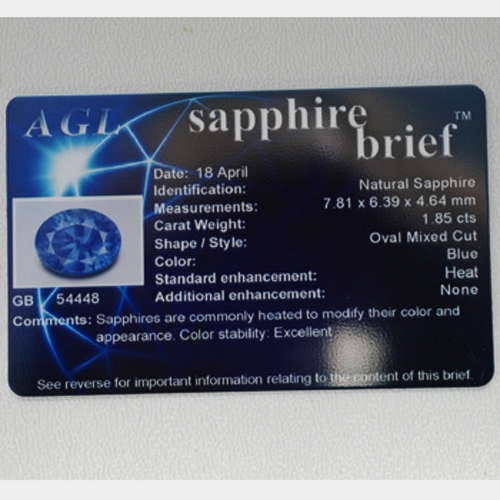 AGL sapphire brief™
Date: 18 April
Identification: Natural Sapphire
Measurements: 7.81 x 6.39 x 4.64 mm
Carat Weight: 1.85 cts
Shape / Style: Oval Mixed Cut
Color: Blue
Standard enhancement: Heat
Additional enhancement: None
GB 54448
Comments: Sapphires are commonly heated to modify their color and
appearance. Color stability: Excellent
See reverse for important information relating to the content of this brief.